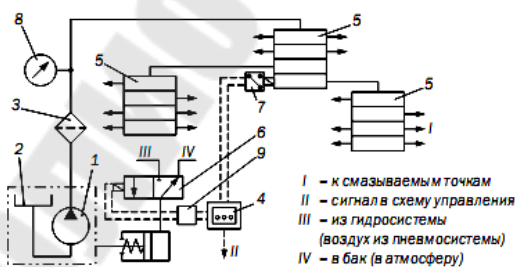 8
5
5
3
7
5
I
2
1
III
IV
6
9
4
II
I – к смазываемым точкам
II – сигнал в схему управления
III – из гидросистемы
(воздух из пневмосистемы)
IV – в бак (в атмосферу)